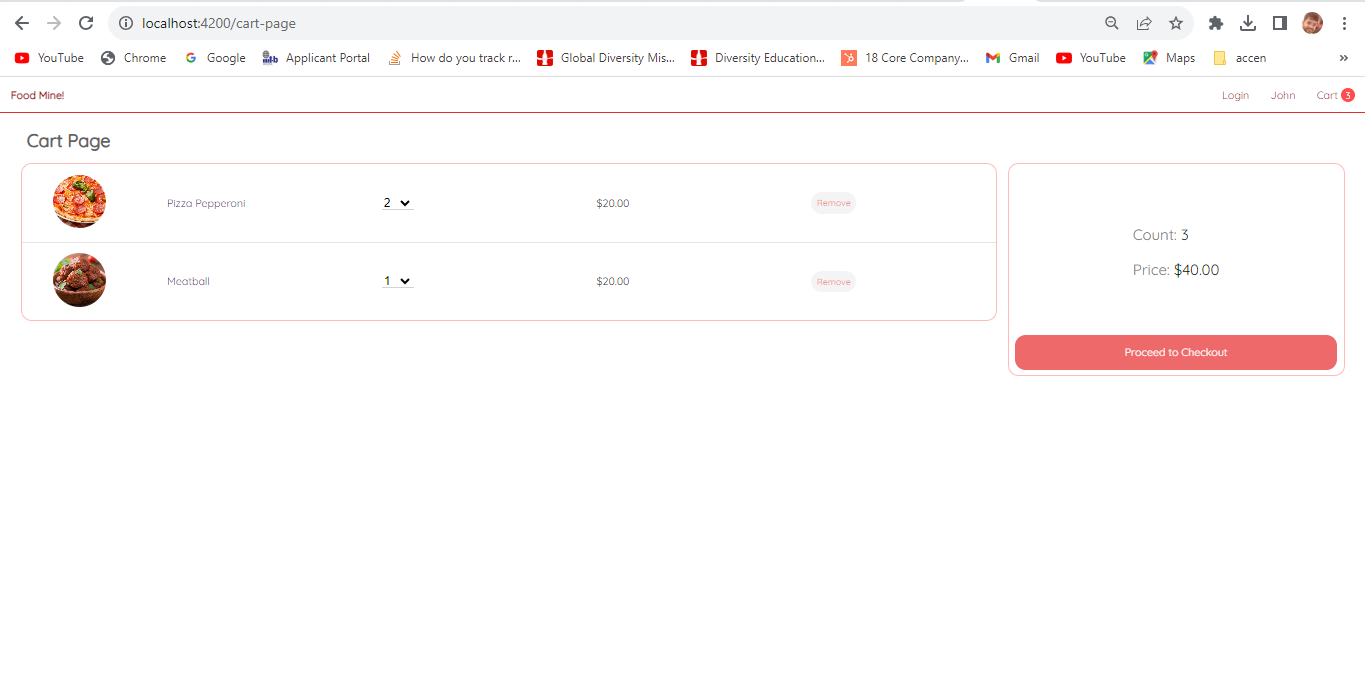 localhost:4200/cart-page
YouTube Chrome Google Applicant Portal How do you track r... Global Diversity Mis... Diversity Education... 18 Core Company... Gmail YouTube Maps accen »
Food Mine! Login John Cart 3
Cart Page
Pizza Pepperoni 2 $20.00 Remove
Meatball 1 $20.00 Remove
Count: 3
Price: $40.00
Proceed to Checkout